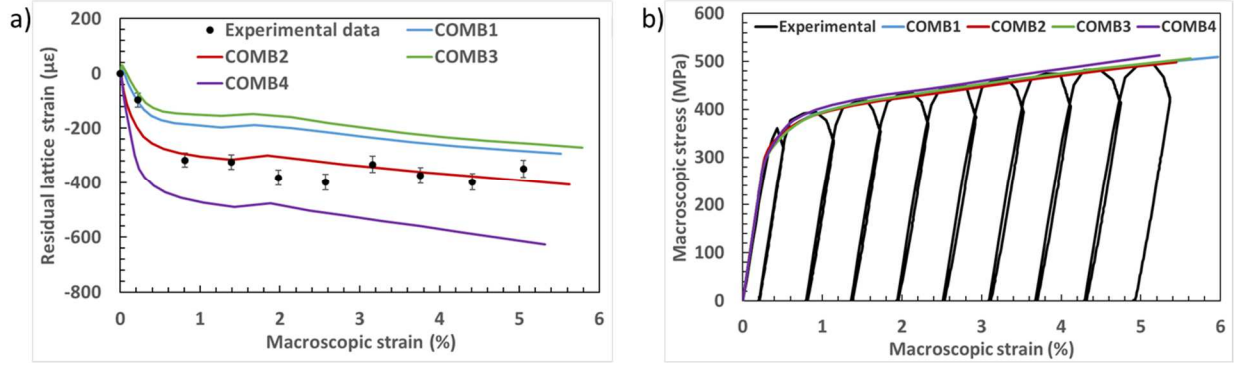 a)
200
0
-200
-400
-600
-800
Residual lattice strain (µε)
Experimental data
COMB1
COMB2
COMB3
COMB4
0 1 2 3 4 5 6
Macroscopic strain (%)
b)
600
500
400
300
200
100
0
Macroscopic stress (MPa)
Experimental COMB1 COMB2 COMB3 COMB4
0 1 2 3 4 5 6
Macroscopic strain (%)